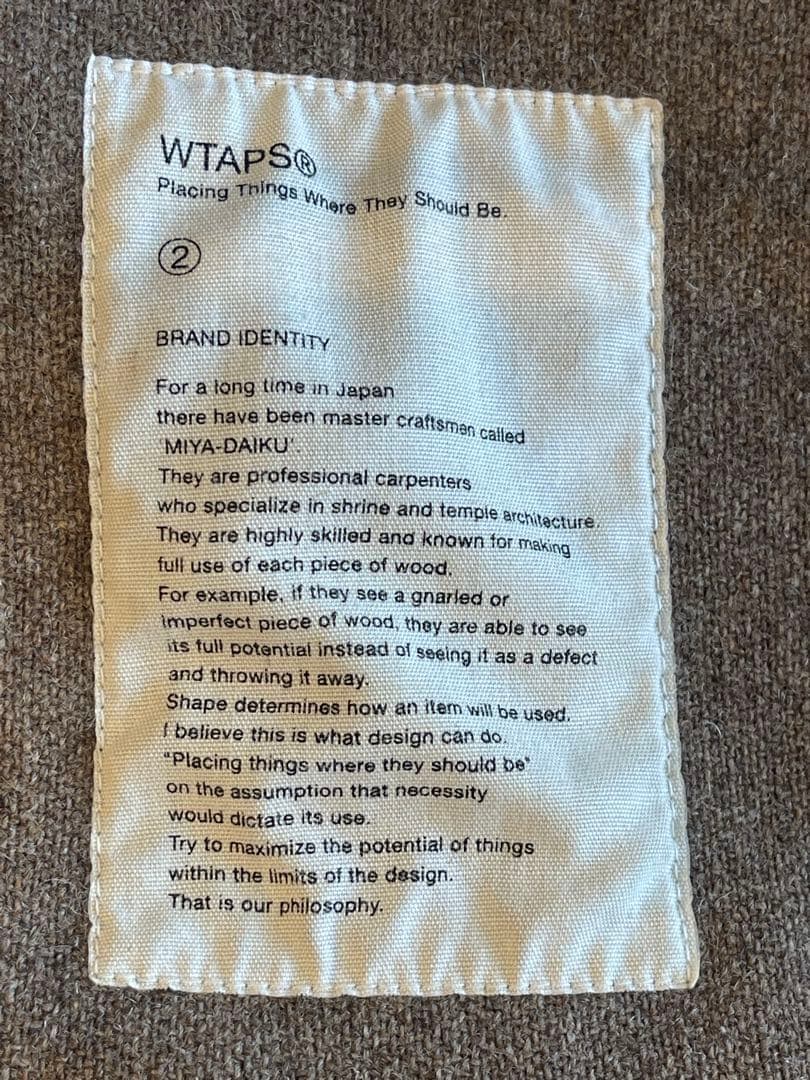 WTAPS®
Placing Things Where They Should Be.
②
BRAND IDENTITY
For a long time in Japan
there have been master craftsman called
'MIYA-DAIKU'.
They are professional carpenters
who specialize in shrine and temple architecture.
They are highly skilled and known for making
full use of each piece of wood.
For example, if they see a gnarled or
imperfect piece of wood, they are able to see
its full potential instead of seeing it as a defect
and throwing it away.
Shape determines how an item will be used.
I believe this is what design can do.
"Placing things where they should be"
on the assumption that necessity
would dictate its use.
Try to maximize the potential of things
within the limits of the design.
That is our philosophy.